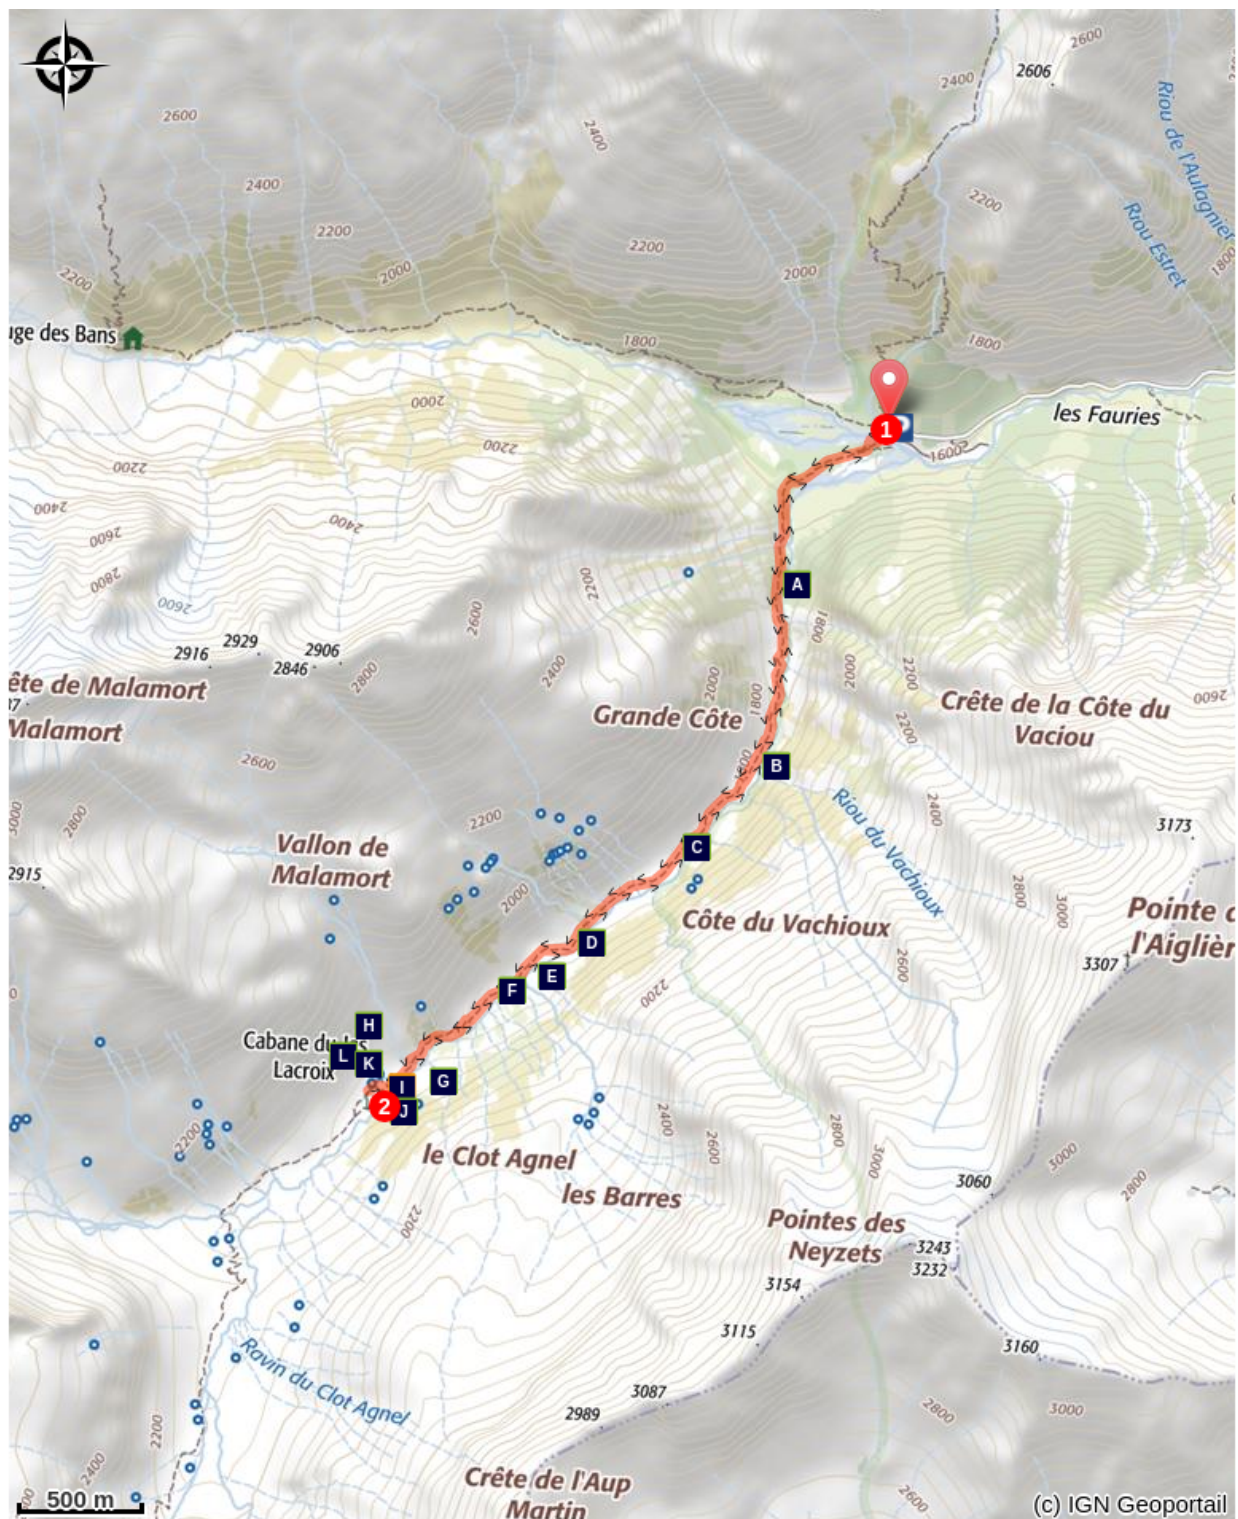 2600
2606
2400
2600
2400
Riou de l'Aulagnier
2400
2200
Riou Estret
2200
2200
2000
2000
2200
1800
1800
1800
uge des Bans
2000
les Fauries
1
1600
2200
2200
2400
2400
2600
2800
2200
2600
A
2600
1800
2916
2929
2906
2846
2800
2400
2000
2000
2200
2600
ête de Malamort
Malamort
1800
Grande Côte
Crête de la Côte du
Vaciou
2200
2600
B
Riou du Vachioux
2400
3000
2800
2200
3173
Vallon de
Malamort
C
2915
2000
2800
3000
Côte du Vachioux
Pointe d
l'Aiglièr
3307
D
E
F
2600
2200
H
Cabane du
Lacroix
L
K
I
G
J
2
2400
2600
2800
3000
3000
2800
2200
le Clot Agnel
les Barres
3060
2200
Pointes des
Neyzets
3243
3232
3154
3115
3160
Ravin du Clot Agnel
3087
2989
2800
3000
2200
2400
Crête de l'Aup
Martin
2600
500 m
(c) IGN Geoportail